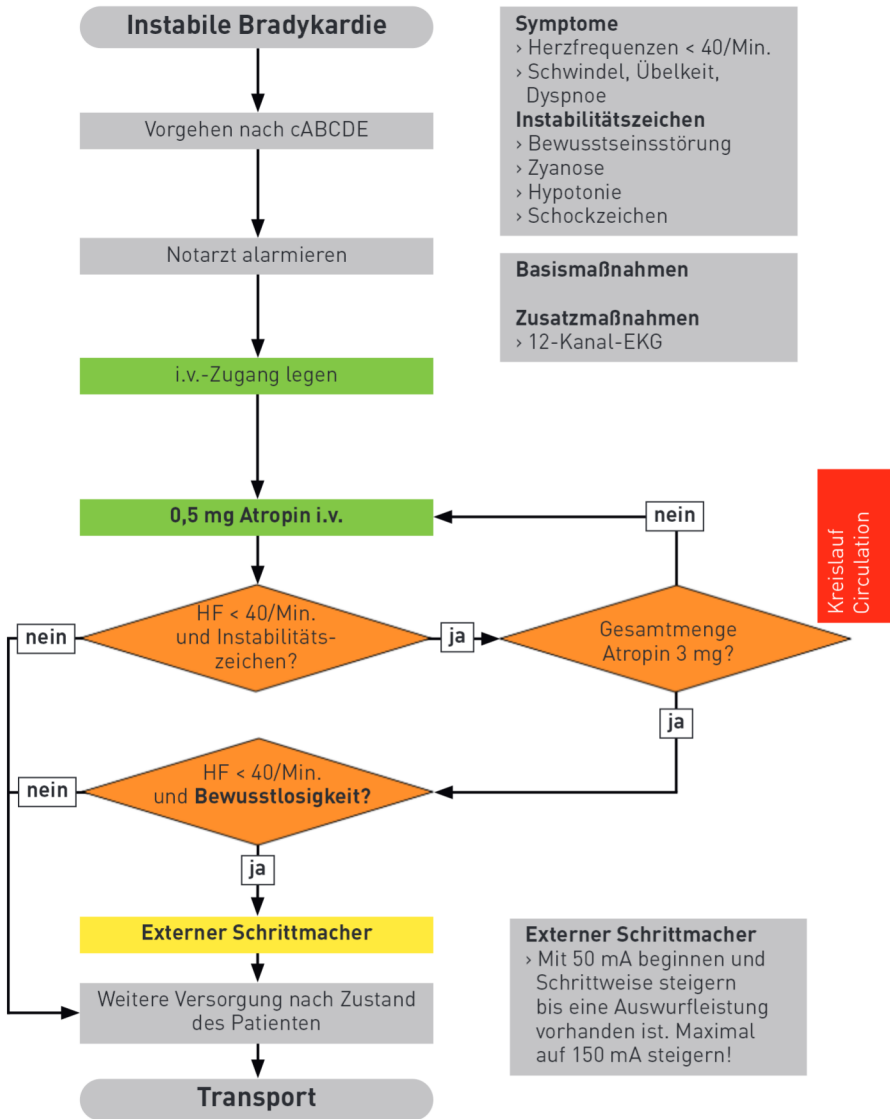 Instabile Bradykardie
Vorgehen nach cABCDE
Notarzt alarmieren
i.v.-Zugang legen
0,5 mg Atropin i.v.
HF < 40/Min.
und Instabilitäts-
zeichen?
nein
ja
Gesamtmenge
Atropin 3 mg?
nein
ja
HF < 40/Min.
und Bewusstlosigkeit?
nein
ja
Externer Schrittmacher
Weitere Versorgung nach Zustand
des Patienten
Transport
Symptome
› Herzfrequenzen < 40/Min.
› Schwindel, Übelkeit,
Dyspnoe
Instabilitätszeichen
› Bewusstseinsstörung
› Zyanose
› Hypotonie
› Schockzeichen
Basismaßnahmen
Zusatzmaßnahmen
› 12-Kanal-EKG
Kreislauf
Circulation
Externer Schrittmacher
› Mit 50 mA beginnen und
Schrittweise steigern
bis eine Auswurfleistung
vorhanden ist. Maximal
auf 150 mA steigern!